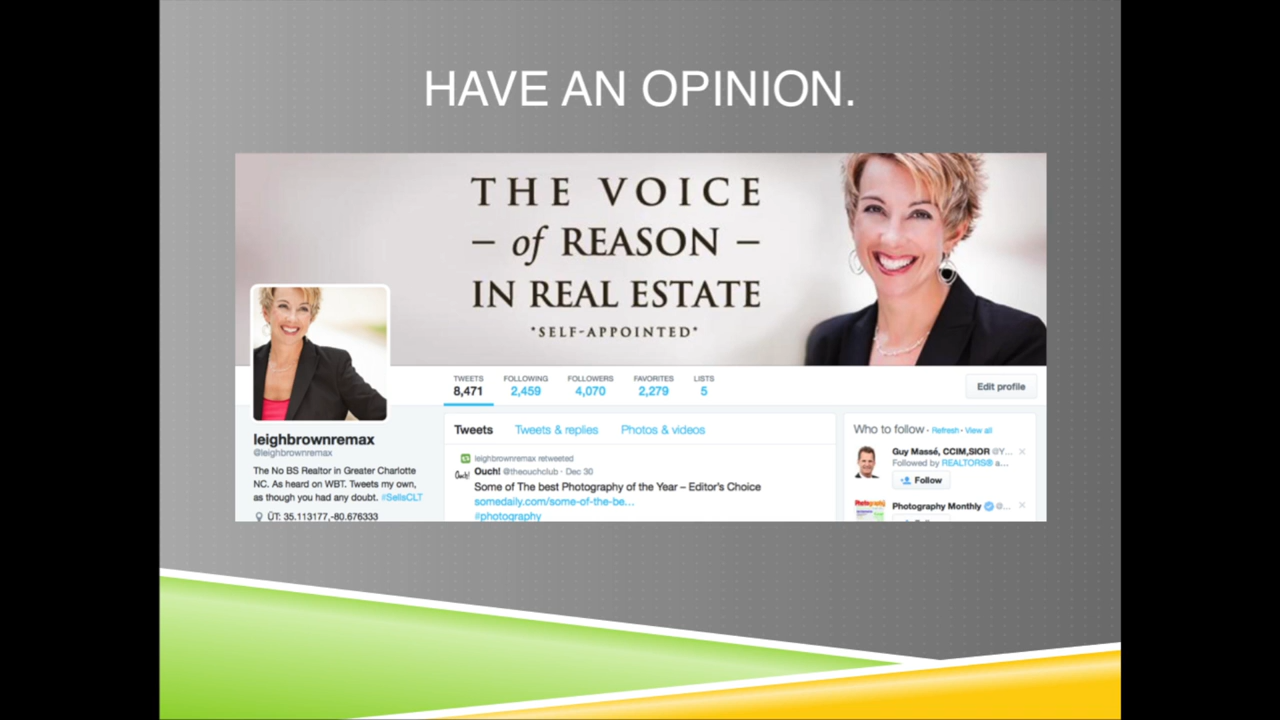 HAVE AN OPINION.
THE VOICE
– of REASON –
IN REAL ESTATE
*SELF-APPOINTED*
TWEETS FOLLOWING FOLLOWERS FAVORITES LISTS
8,471 2,459 4,070 2,279 5
Edit profile
leighbrownremax
@leighbrownremax
The No BS Realtor in Greater Charlotte
NC. As heard on WBT. Tweets my own,
as though you had any doubt. #SellsCLT
ÜT: 35.113177,-80.676333
Tweets Tweets & replies Photos & videos
leighbrownremax retweeted
Ouch! @theouchclub · Dec 30
Some of The best Photography of the Year – Editor's Choice
somedaily.com/some-of-the-be...
#photography
Who to follow · Refresh · View all
Guy Massé, CCIM,SIOR @Y...
Followed by REALTORS® a...
Follow
Photography Monthly @...